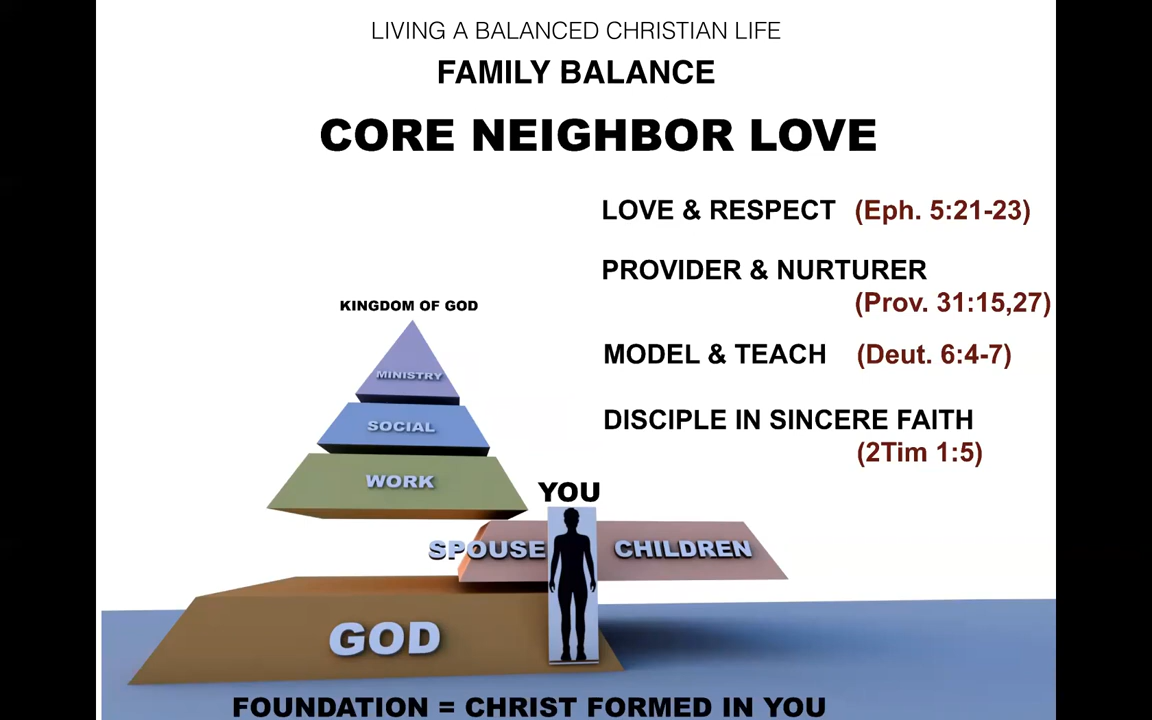 LIVING A BALANCED CHRISTIAN LIFE
FAMILY BALANCE
CORE NEIGHBOR LOVE
LOVE & RESPECT (Eph. 5:21-23)
PROVIDER & NURTURER
(Prov. 31:15,27)
MODEL & TEACH (Deut. 6:4-7)
DISCIPLE IN SINCERE FAITH
(2Tim 1:5)
KINGDOM OF GOD
MINISTRY
SOCIAL
WORK
YOU
SPOUSE CHILDREN
GOD
FOUNDATION = CHRIST FORMED IN YOU